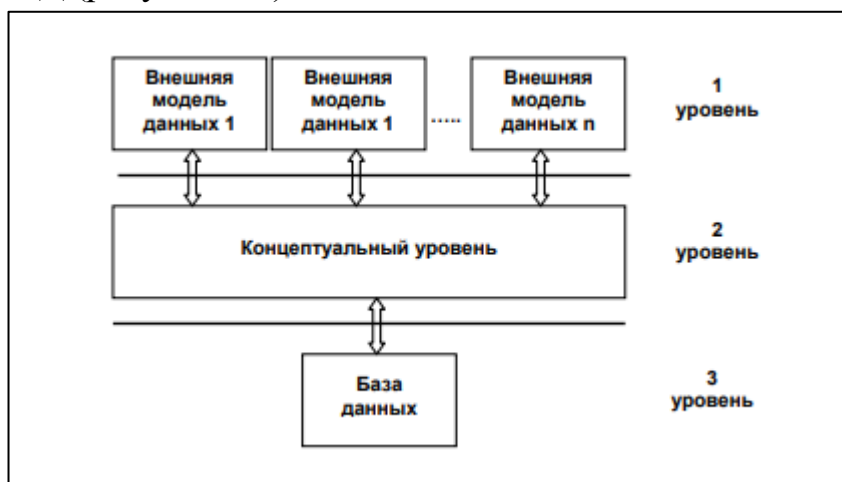 Внешняя
модель
данных 1
Внешняя
модель
данных 1
.....
Внешняя
модель
данных n
1
уровень
Концептуальный уровень
2
уровень
База
данных
3
уровень